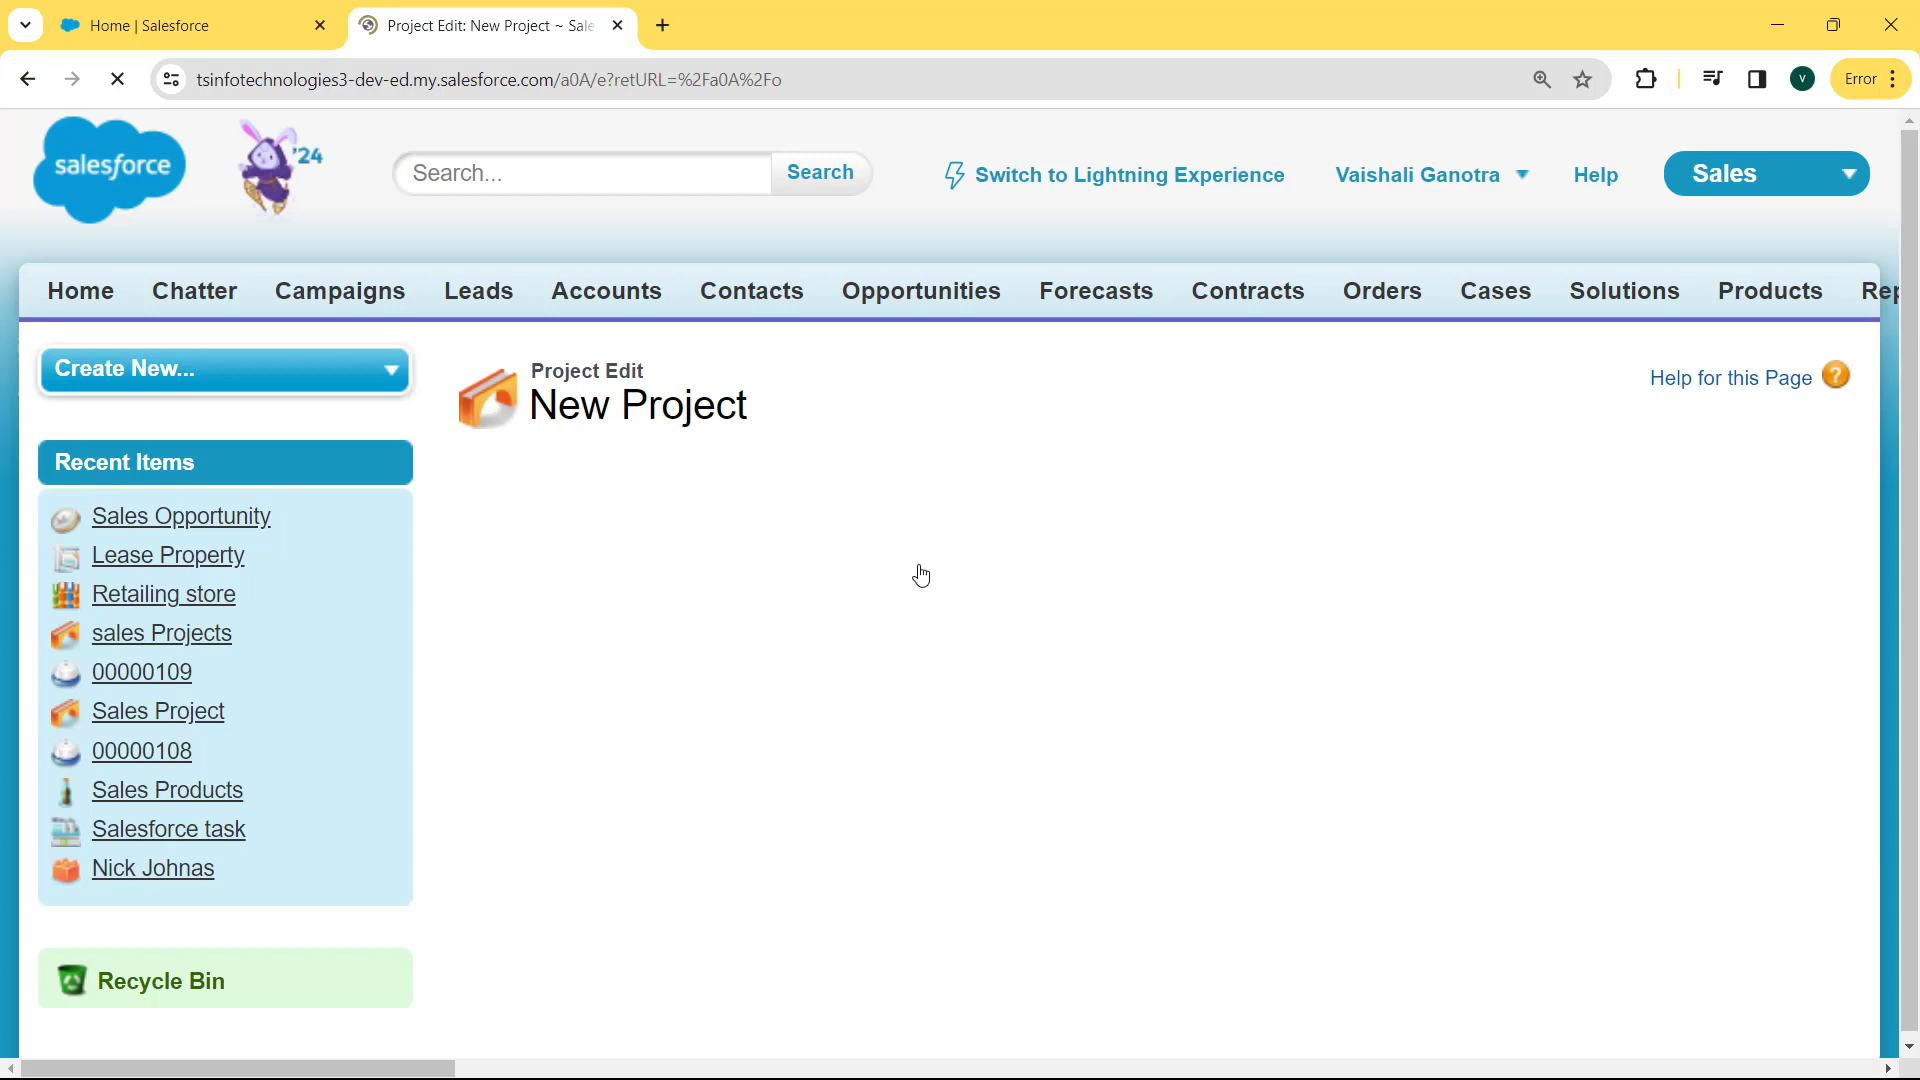 Home | Salesforce
Project Edit: New Project ~ Sale
tsinfotechnologies3-dev-ed.my.salesforce.com/a0A/e?retURL=%2Fa0A%2Fo
V
Error
salesforce
'24
Search...
Search
Switch to Lightning Experience
Vaishali Ganotra
Help
Sales
Home
Chatter
Campaigns
Leads
Accounts
Contacts
Opportunities
Forecasts
Contracts
Orders
Cases
Solutions
Products
Rep
Create New...
Project Edit
New Project
Help for this Page
?
Recent Items
Sales Opportunity
Lease Property
Retailing store
sales Projects
00000109
Sales Project
00000108
Sales Products
Salesforce task
Nick Johnas
Recycle Bin